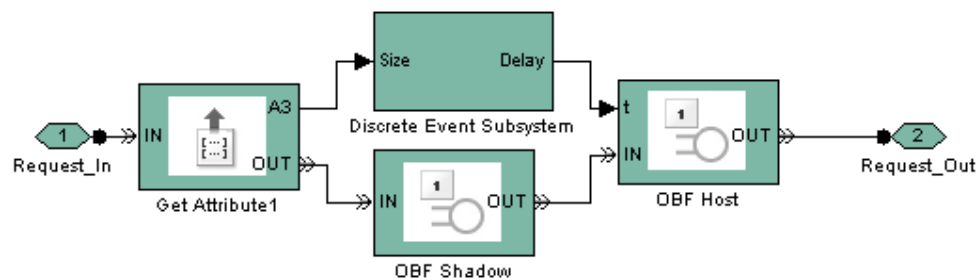 Size
Delay
Discrete Event Subsystem
1
Request_In
IN
A3
[...]
OUT
Get Attribute1
IN
1
OUT
OBF Shadow
t
IN
1
OUT
OBF Host
2
Request_Out